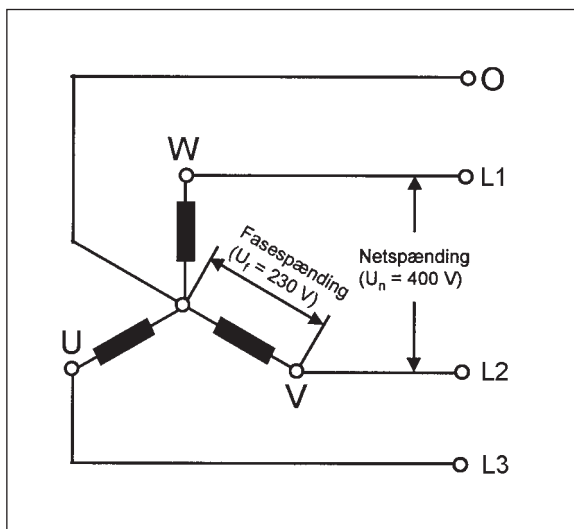 O
W
L1
Fasespænding
(Uf = 230 V)
Netspænding
(Un = 400 V)
U
V
L2
L3